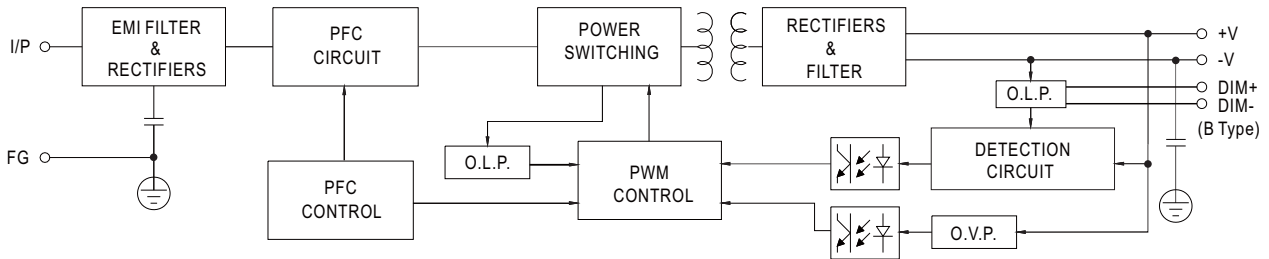 I/P
EMI FILTER
&
RECTIFIERS
PFC
CIRCUIT
POWER
SWITCHING
RECTIFIERS
&
FILTER
+V
-V
DIM+
DIM-
(B Type)
O.L.P.
FG
O.L.P.
PFC
CONTROL
PWM
CONTROL
DETECTION
CIRCUIT
O.V.P.